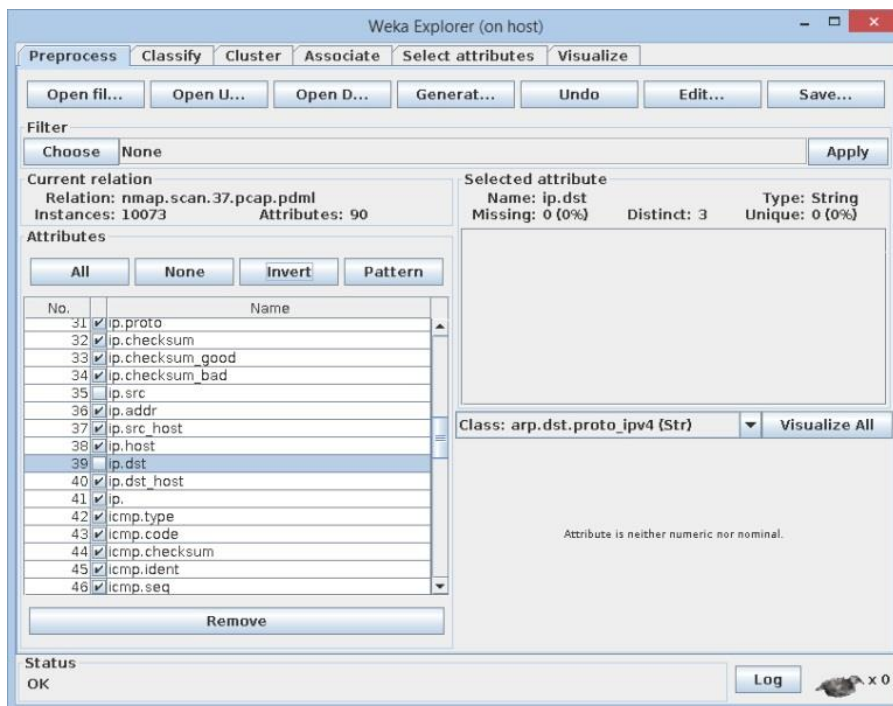 Weka Explorer (on host)
Preprocess Classify Cluster Associate Select attributes Visualize
Open fil... Open U... Open D... Generat... Undo Edit... Save...
Filter
Choose None Apply
Current relation
Relation: nmap.scan.37.pcap.pdml
Instances: 10073 Attributes: 90
Attributes
All None Invert Pattern
No. Name
31 ip.proto
32 ip.checksum
33 ip.checksum_good
34 ip.checksum_bad
35 ip.src
36 ip.addr
37 ip.src_host
38 ip.host
39 ip.dst
40 ip.dst_host
41 ip.
42 icmp.type
43 icmp.code
44 icmp.checksum
45 icmp.ident
46 icmp.seq
Remove
Selected attribute
Name: ip.dst Type: String
Missing: 0 (0%) Distinct: 3 Unique: 0 (0%)
Class: arp.dst.proto_ipv4 (Str) Visualize All
Attribute is neither numeric nor nominal.
Status
OK
Log x 0